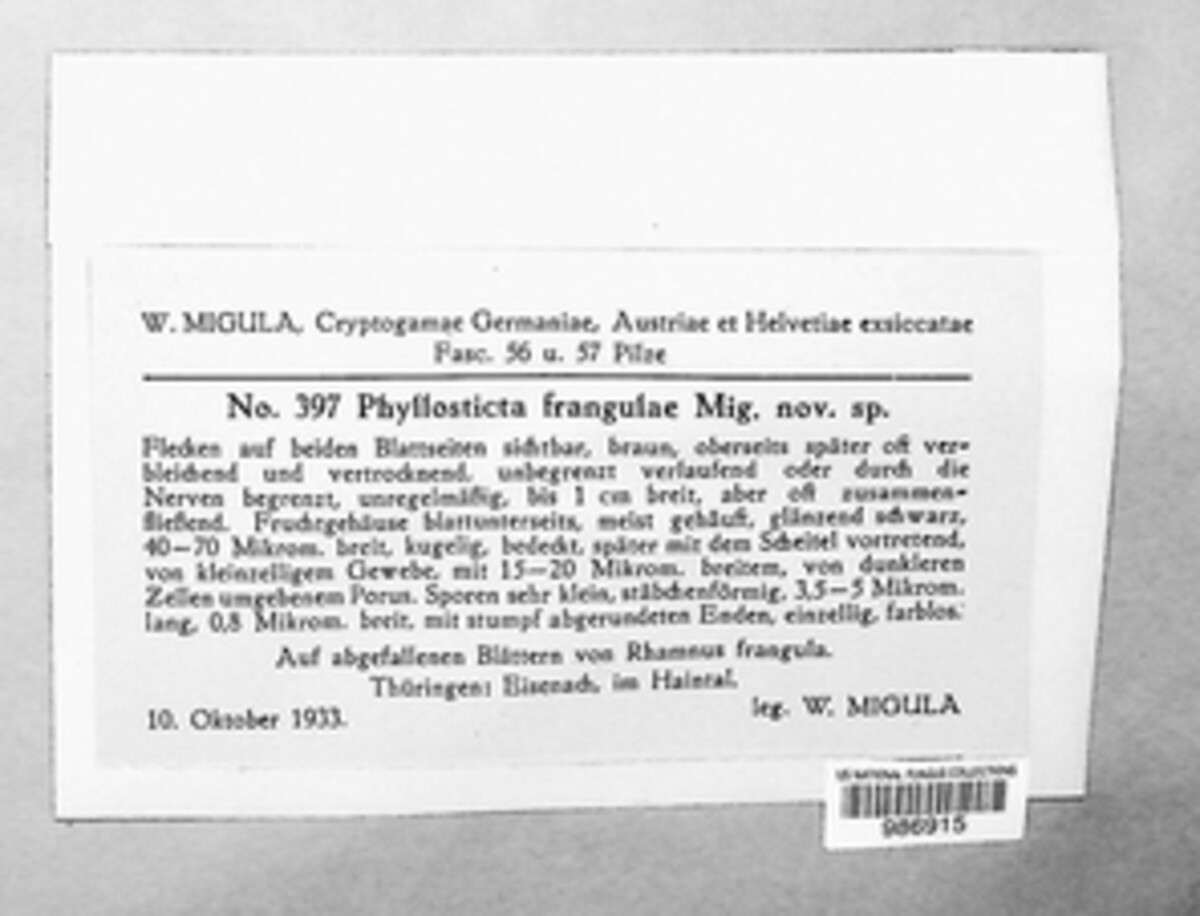 W. MIGULA, Cryptogamae Germaniae, Austriae et Helvetiae exsiccatae
Fasc. 56 u. 57 Pilze
No. 397 Phyllosticta frangulae Mig. nov. sp.
Flecken auf beiden Blattseiten sichtbar, braun, oberseits später oft ver-
bleichend und vertrocknend, unbegrenzt verlaufend oder durch die
Nerven begrenzt, unregelmäßig, bis 1 cm breit, aber oft zusammen-
fließend. Fruchtgehäuse blattunterseits, meist gehäuft, glänzend schwarz,
40—70 Mikrom. breit, kugelig, bedeckt, später mit dem Scheitel vortretend,
von kleinzelligem Gewebe, mit 15—20 Mikrom. breitem, von dunkleren
Zellen umgebenem Porus. Sporen sehr klein, stäbchenförmig, 3,5—5 Mikrom.
lang, 0,8 Mikrom. breit, mit stumpf abgerundeten Enden, einzellig, farblos.
Auf abgefallenen Blättern von Rhamnus frangula.
Thüringen: Eisenach, im Haintal.
10. Oktober 1933.
leg. W. MIGULA
US NATIONAL FUNGUS COLLECTIONS
986915